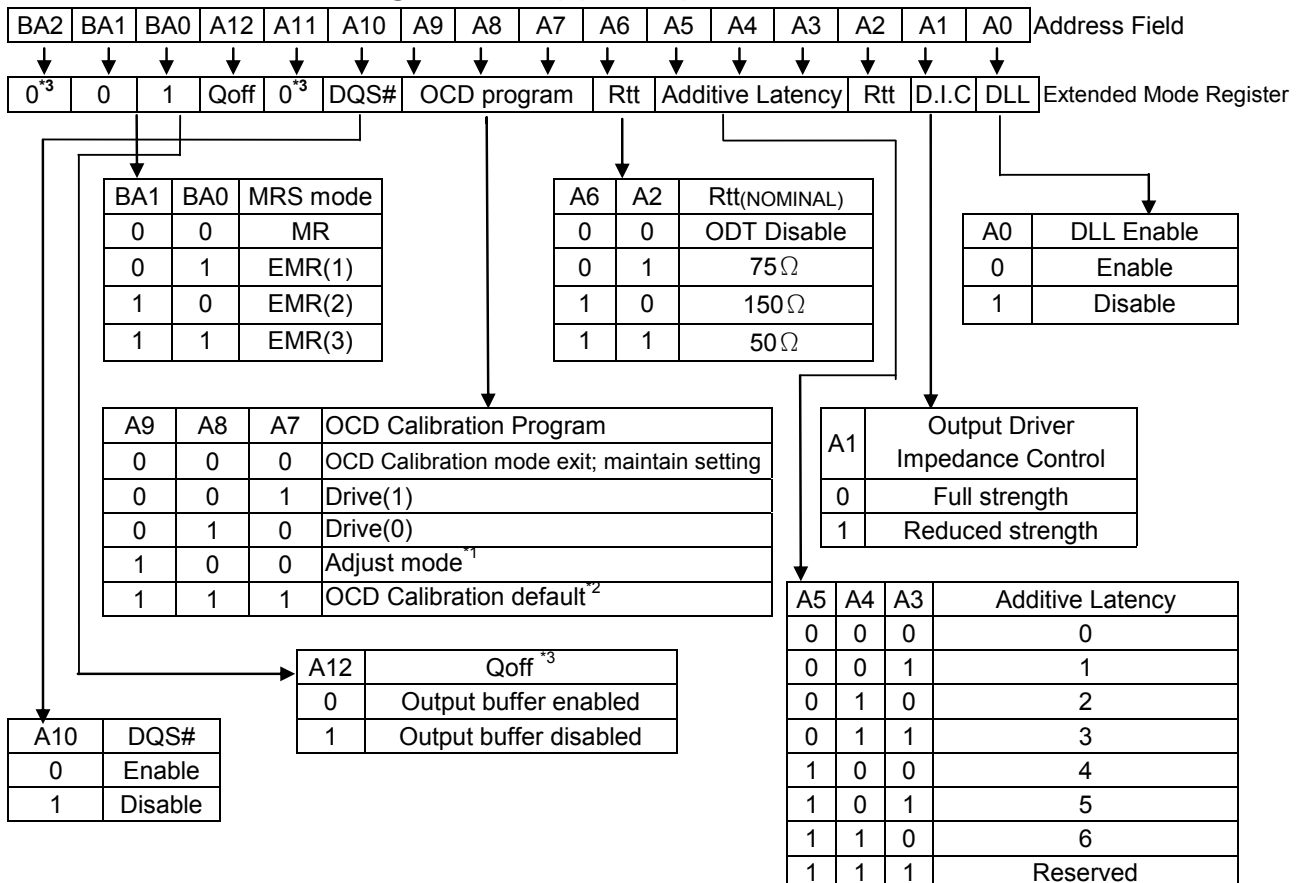 BA2 BA1 BA0 A12 A11 A10 A9 A8 A7 A6 A5 A4 A3 A2 A1 A0 Address Field
0*3 0 1 Qoff 0*3 DQS# OCD program Rtt Additive Latency Rtt D.I.C DLL Extended Mode Register
BA1 BA0 MRS mode
0 0 MR
0 1 EMR(1)
1 0 EMR(2)
1 1 EMR(3)
A6 A2 Rtt(NOMINAL)
0 0 ODT Disable
0 1 75Ω
1 0 150Ω
1 1 50Ω
A0 DLL Enable
0 Enable
1 Disable
A9 A8 A7 OCD Calibration Program
0 0 0 OCD Calibration mode exit; maintain setting
0 0 1 Drive(1)
0 1 0 Drive(0)
1 0 0 Adjust mode*1
1 1 1 OCD Calibration default*2
A1 Output Driver
Impedance Control
0 Full strength
1 Reduced strength
A12 Qoff *3
0 Output buffer enabled
1 Output buffer disabled
A10 DQS#
0 Enable
1 Disable
A5 A4 A3 Additive Latency
0 0 0 0
0 0 1 1
0 1 0 2
0 1 1 3
1 0 0 4
1 0 1 5
1 1 0 6
1 1 1 Reserved